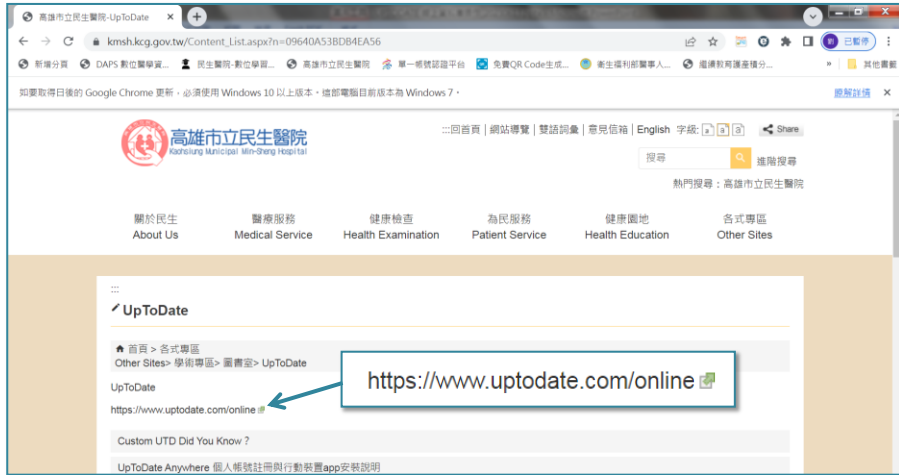 高雄市立民生醫院-UpToDate
kmsh.kcg.gov.tw/Content_List.aspx?n=09640A53BDB4EA56
已暫停
新增分頁 DAPS 數位醫學資... 民生醫院-數位學習... 高雄市立民生醫院 單一帳號認證平台 免費QR Code生成... 衛生福利部醫事人... 繼續教育護產積分... » 其他書籤
如要取得日後的 Google Chrome 更新,必須使用 Windows 10 以上版本。這部電腦目前版本為 Windows 7。 瞭解詳情
高雄市立民生醫院
Kaohsiung Municipal Min-Sheng Hospital
:::回首頁 | 網站導覽 | 雙語詞彙 | 意見信箱 | English 字級: a a a Share
搜尋 進階搜尋
熱門搜尋：高雄市立民生醫院
關於民生 醫療服務 健康檢查 為民服務 健康園地 各式專區
About Us Medical Service Health Examination Patient Service Health Education Other Sites
:::
UpToDate
首頁 > 各式專區
Other Sites> 學術專區> 圖書室> UpToDate
UpToDate
https://www.uptodate.com/online
https://www.uptodate.com/online
Custom UTD Did You Know ?
UpToDate Anywhere 個人帳號註冊與行動裝置app安裝說明